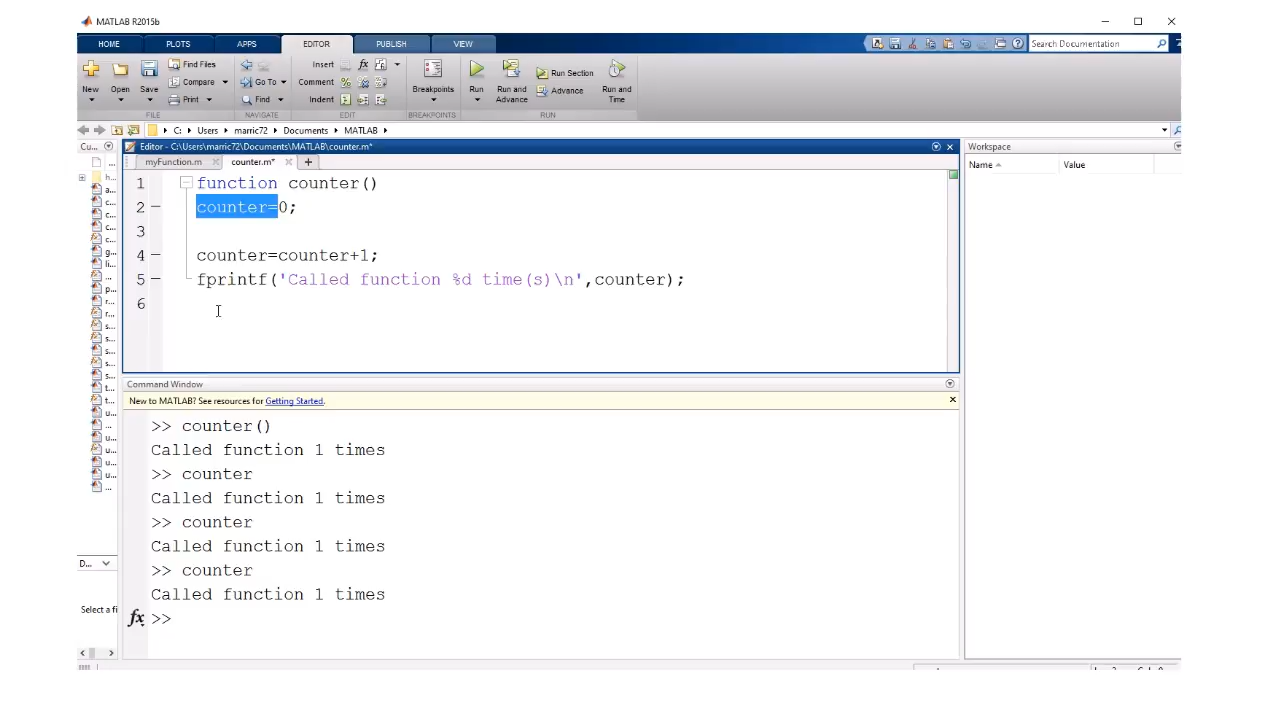 MATLAB R2015b
HOME PLOTS APPS EDITOR PUBLISH VIEW
Search Documentation
New Open Save Find Files Compare Print
Insert Comment Indent
Go To Find
Breakpoints
Run Run and Advance Run Section Advance Run and Time
FILE NAVIGATE EDIT BREAKPOINTS RUN
C: Users marric72 Documents MATLAB
Cu...
Editor - C:\Users\marric72\Documents\MATLAB\counter.m*
Workspace
myFunction.m counter.m* +
Name Value
1 function counter()
2 counter=0;
3
4 counter=counter+1;
5 fprintf('Called function %d time(s)\n',counter);
6
Command Window
New to MATLAB? See resources for Getting Started.
>> counter()
Called function 1 times
>> counter
Called function 1 times
>> counter
Called function 1 times
>> counter
Called function 1 times
fx >>
D...
Select a fi